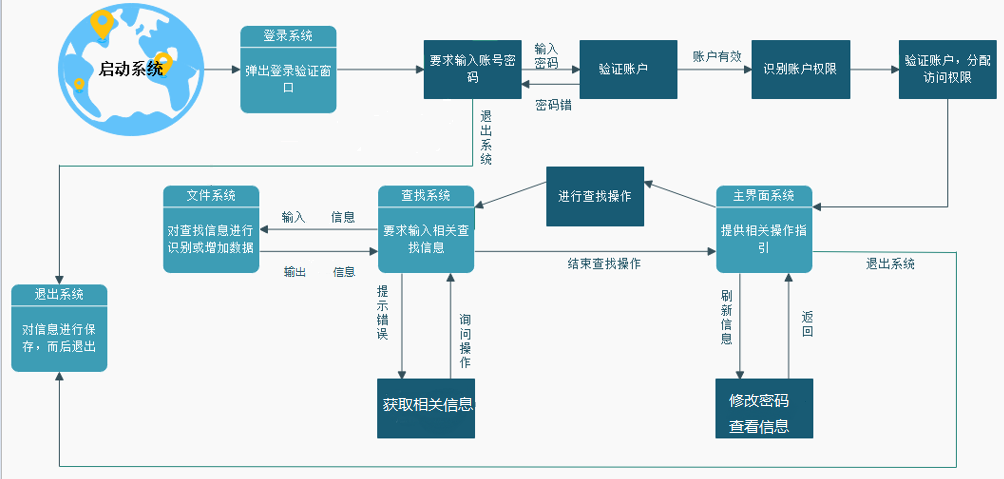 启动系统
登录系统
弹出登录验证窗
口
要求输入账号密
码
输入
密码
密码错
验证账户
账户有效
识别账户权限
验证账户，分配
访问权限
退
出
系
统
文件系统
对查找信息进行
识别或增加数据
输入 信息
输出 信息
查找系统
要求输入相关查
找信息
进行查找操作
主界面系统
提供相关操作指
引
结束查找操作
退出系统
退出系统
对信息进行保
存，而后退出
提
示
错
误
询
问
操
作
刷
新
信
息
返
回
获取相关信息
修改密码
查看信息